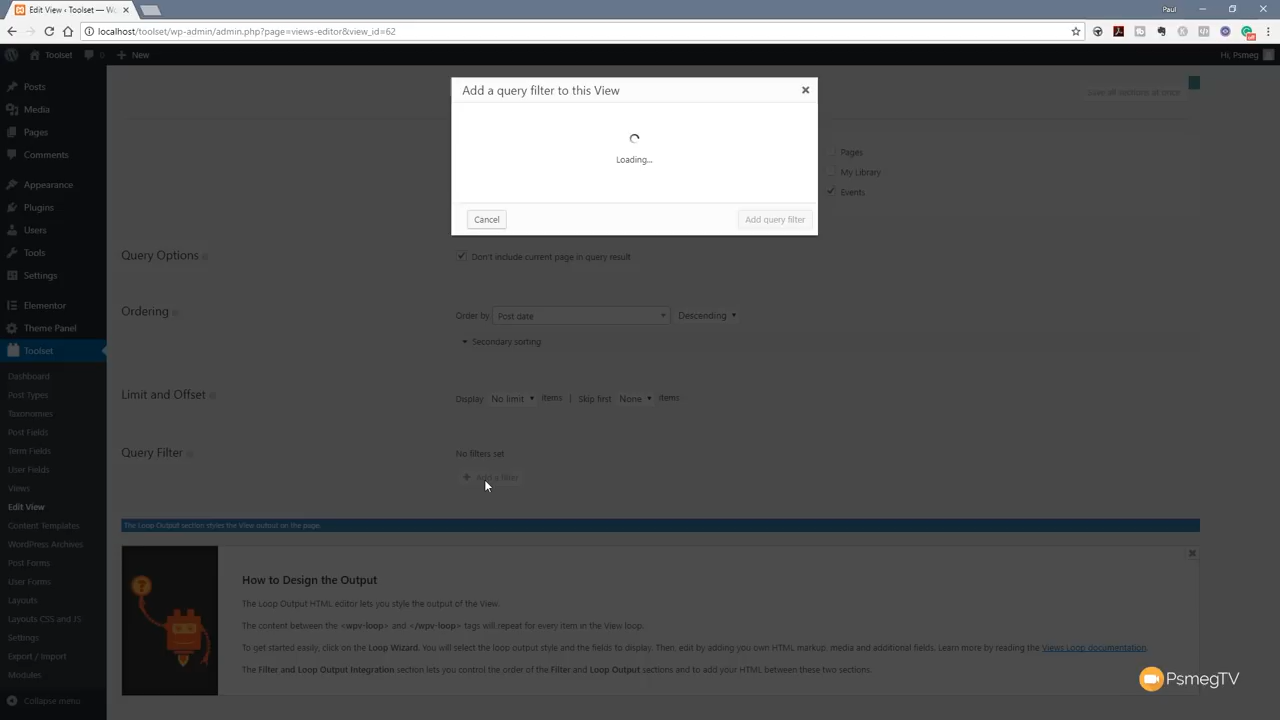 Edit View ‹ Toolset — Wo
Paul
localhost/toolset/wp-admin/admin.php?page=views-editor&view_id=62
Toolset
0
New
Hi, Psmeg
Posts
Media
Pages
Comments
Appearance
Plugins
Users
Tools
Settings
Elementor
Theme Panel
Toolset
Dashboard
Post Types
Taxonomies
Post Fields
Term Fields
User Fields
Views
Edit View
Content Templates
WordPress Archives
Post Forms
User Forms
Layouts
Layouts CSS and JS
Settings
Export / Import
Modules
Collapse menu
Add a query filter to this View
Loading...
Cancel
Add query filter
Save all sections at once
Pages
My Library
Events
Query Options
Don't include current page in query result
Ordering
Order by Post date Descending
Secondary sorting
Limit and Offset
Display No limit items | Skip first None items
Query Filter
No filters set
Add a filter
The Loop Output section styles the View output on the page.
How to Design the Output
The Loop Output HTML editor lets you style the output of the View.
The content between the <wpv-loop> and </wpv-loop> tags will repeat for every item in the View loop.
To get started easily, click on the Loop Wizard. You will select the loop output style and the fields to display. Then, edit by adding you own HTML markup, media and additional fields. Learn more by reading the Views Loop documentation.
The Filter and Loop Output Integration section lets you control the order of the Filter and Loop Output sections and to add your HTML between these two sections.
PsmegTV